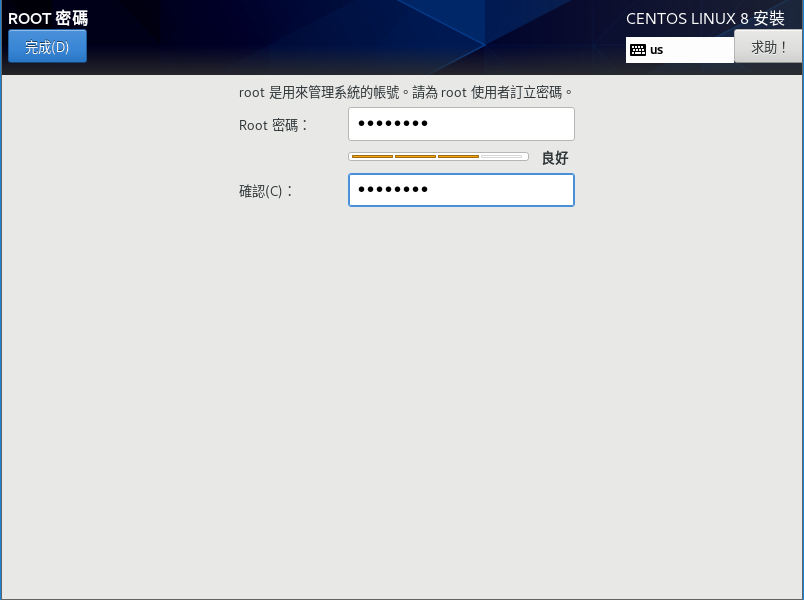 ROOT 密碼
CENTOS LINUX 8 安裝
完成(D)
us
求助！
root 是用來管理系統的帳號。請為 root 使用者訂立密碼。
Root 密碼：
••••••••
良好
確認(C)：
••••••••